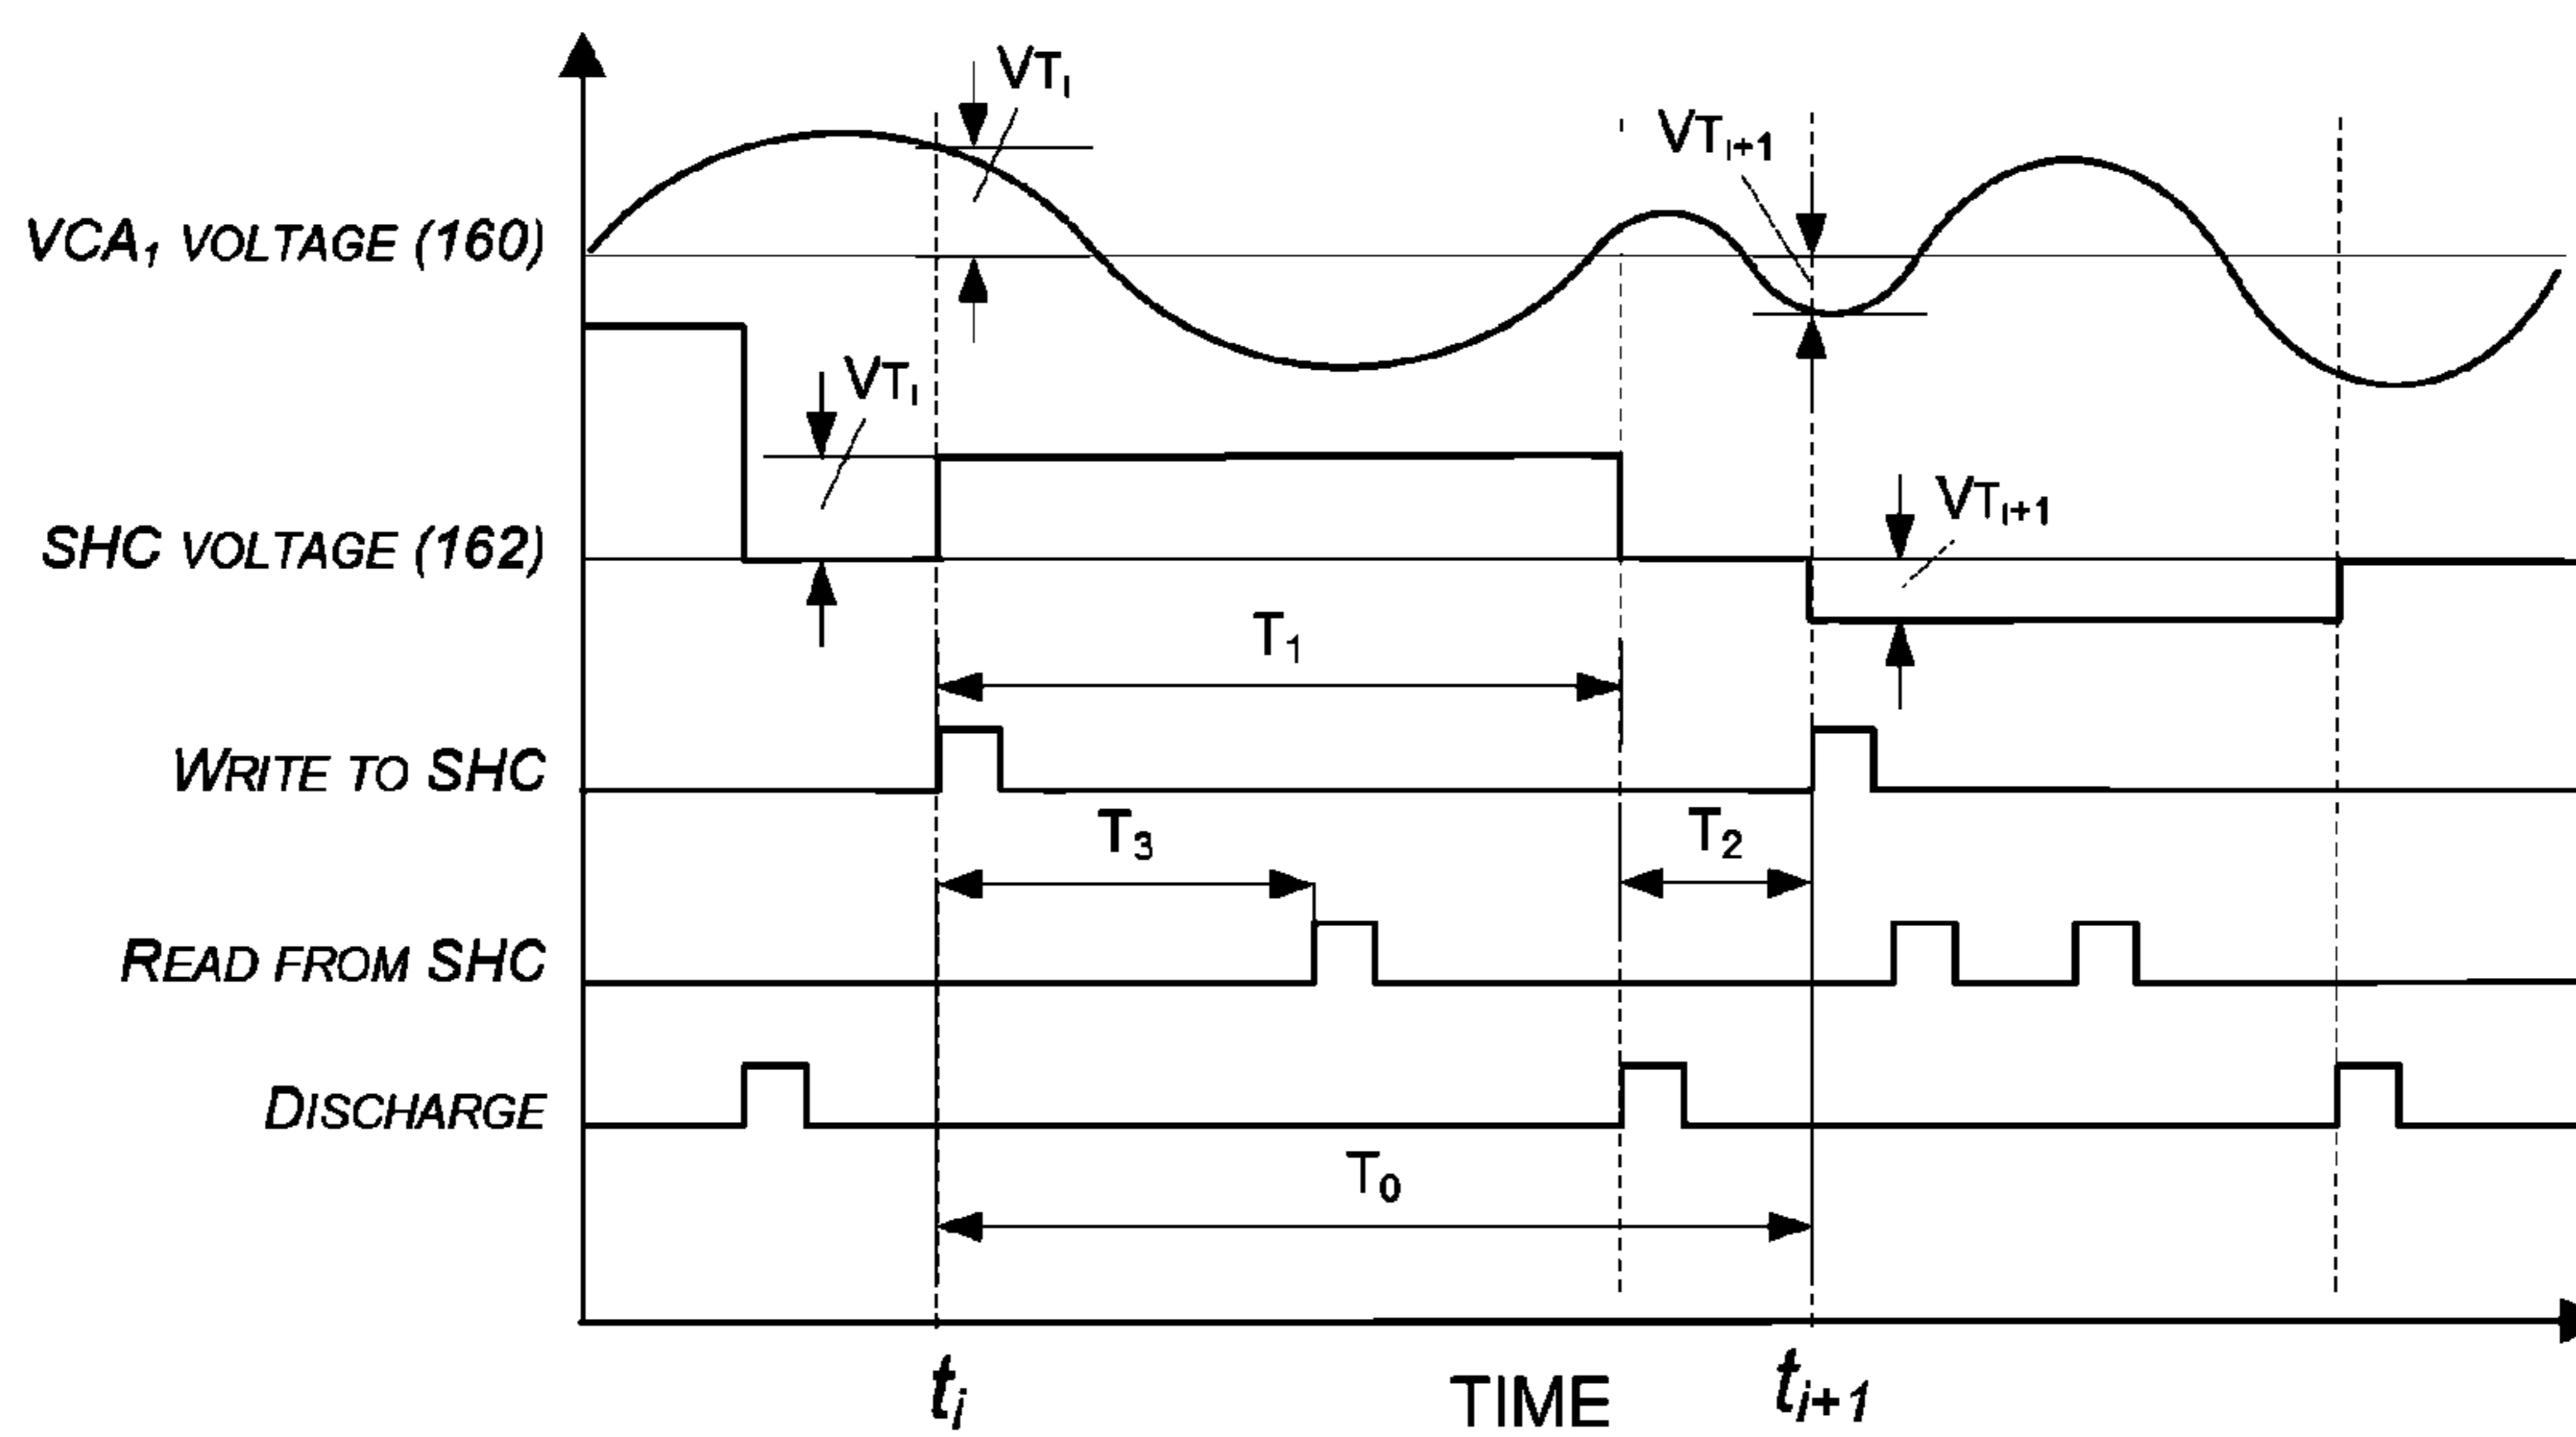 VTI
VTI+1
VCA1 VOLTAGE (160)
VTI
VTI+1
SHC VOLTAGE (162)
T1
WRITE TO SHC
T3
T2
READ FROM SHC
DISCHARGE
T0
ti
TIME
ti+1